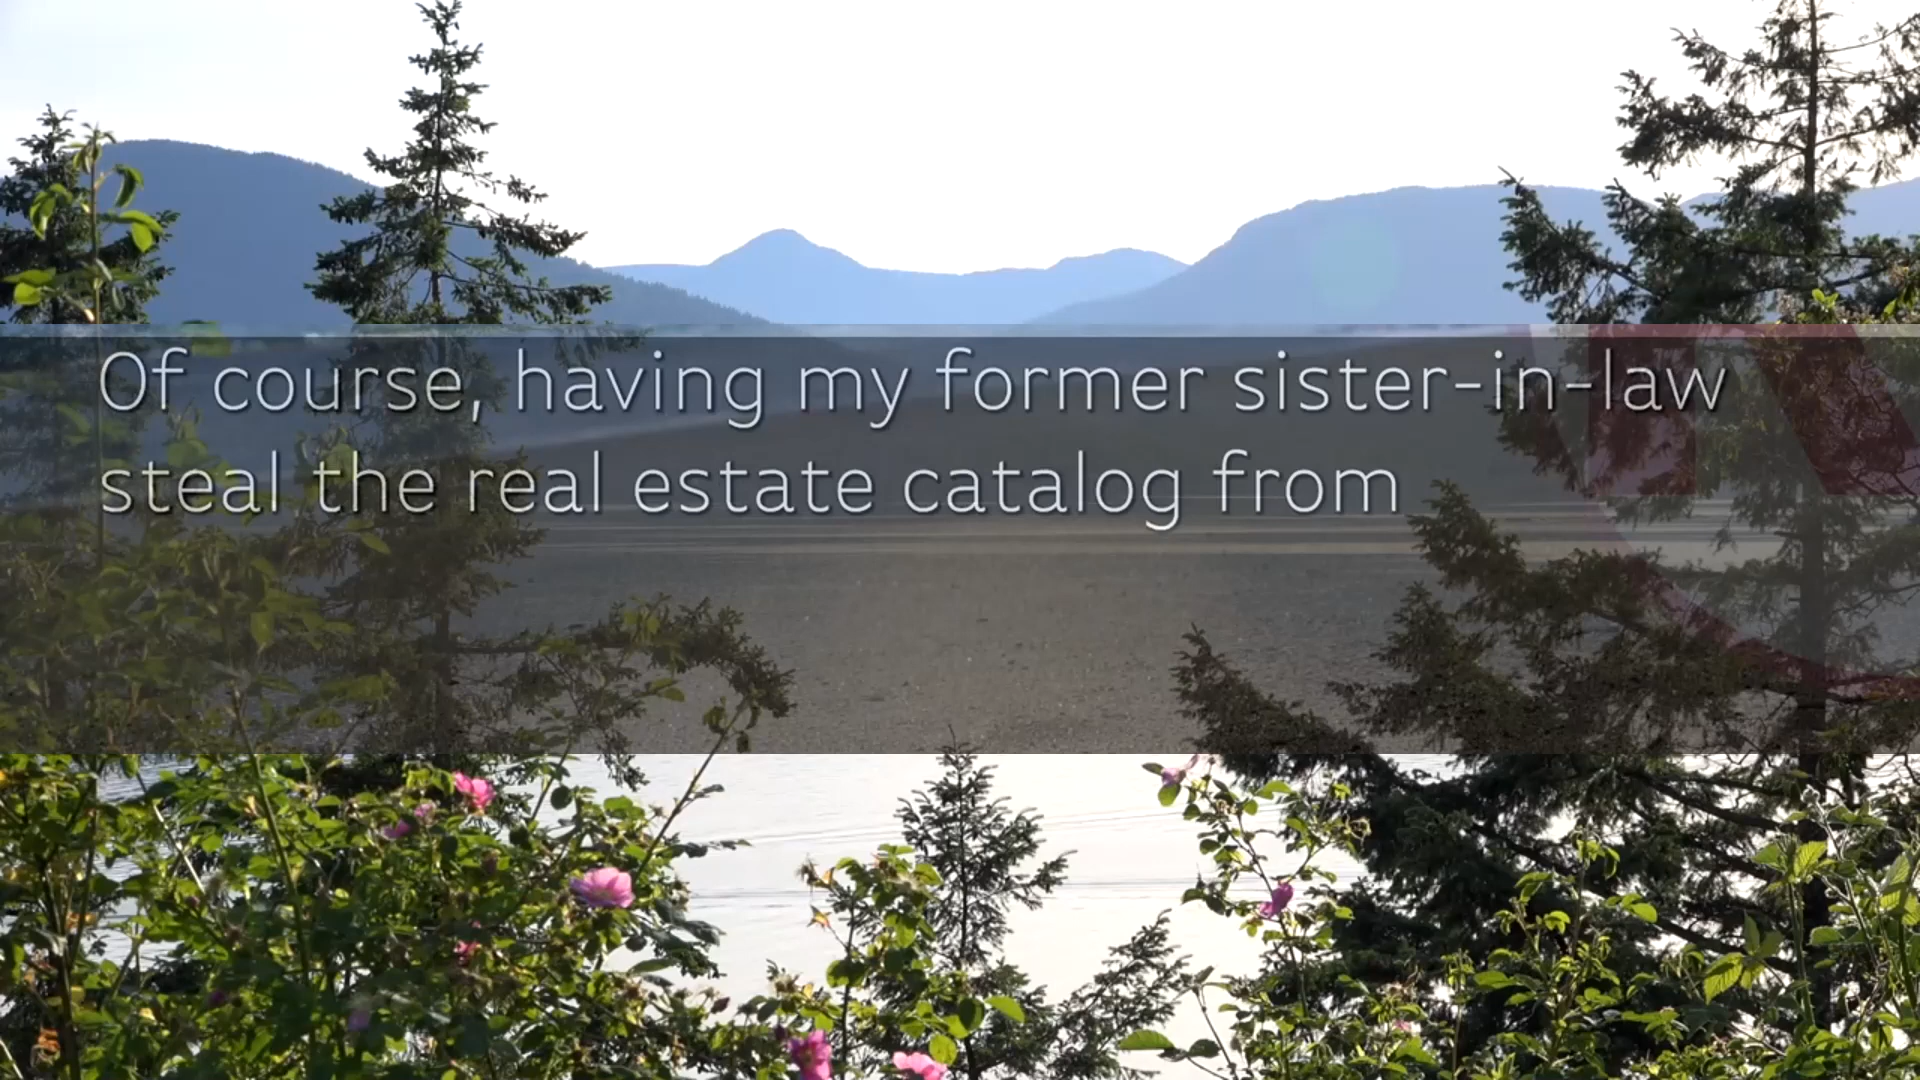 Of course, having my former sister-in-law
steal the real estate catalog from